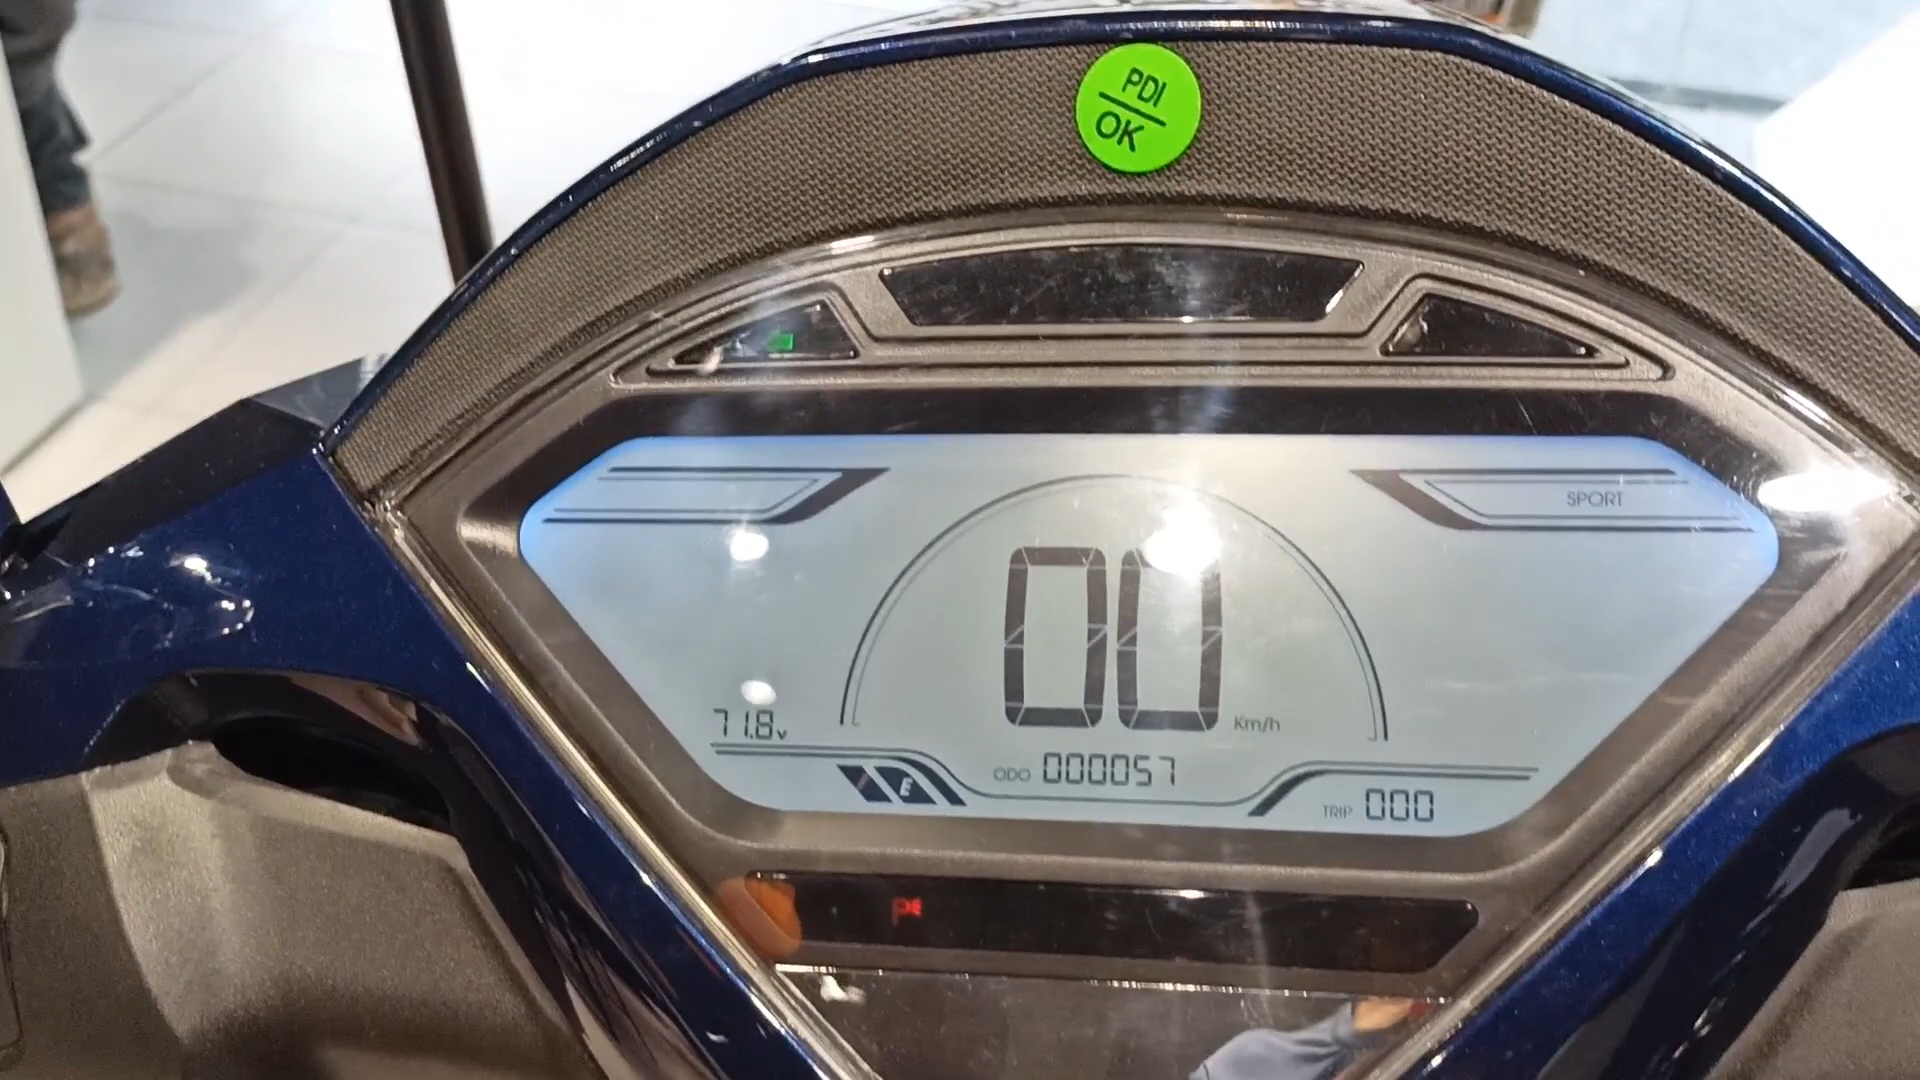 PDI
OK
SPORT
00 Km/h
71.8v
ODO 000057
E
TRIP 000
P